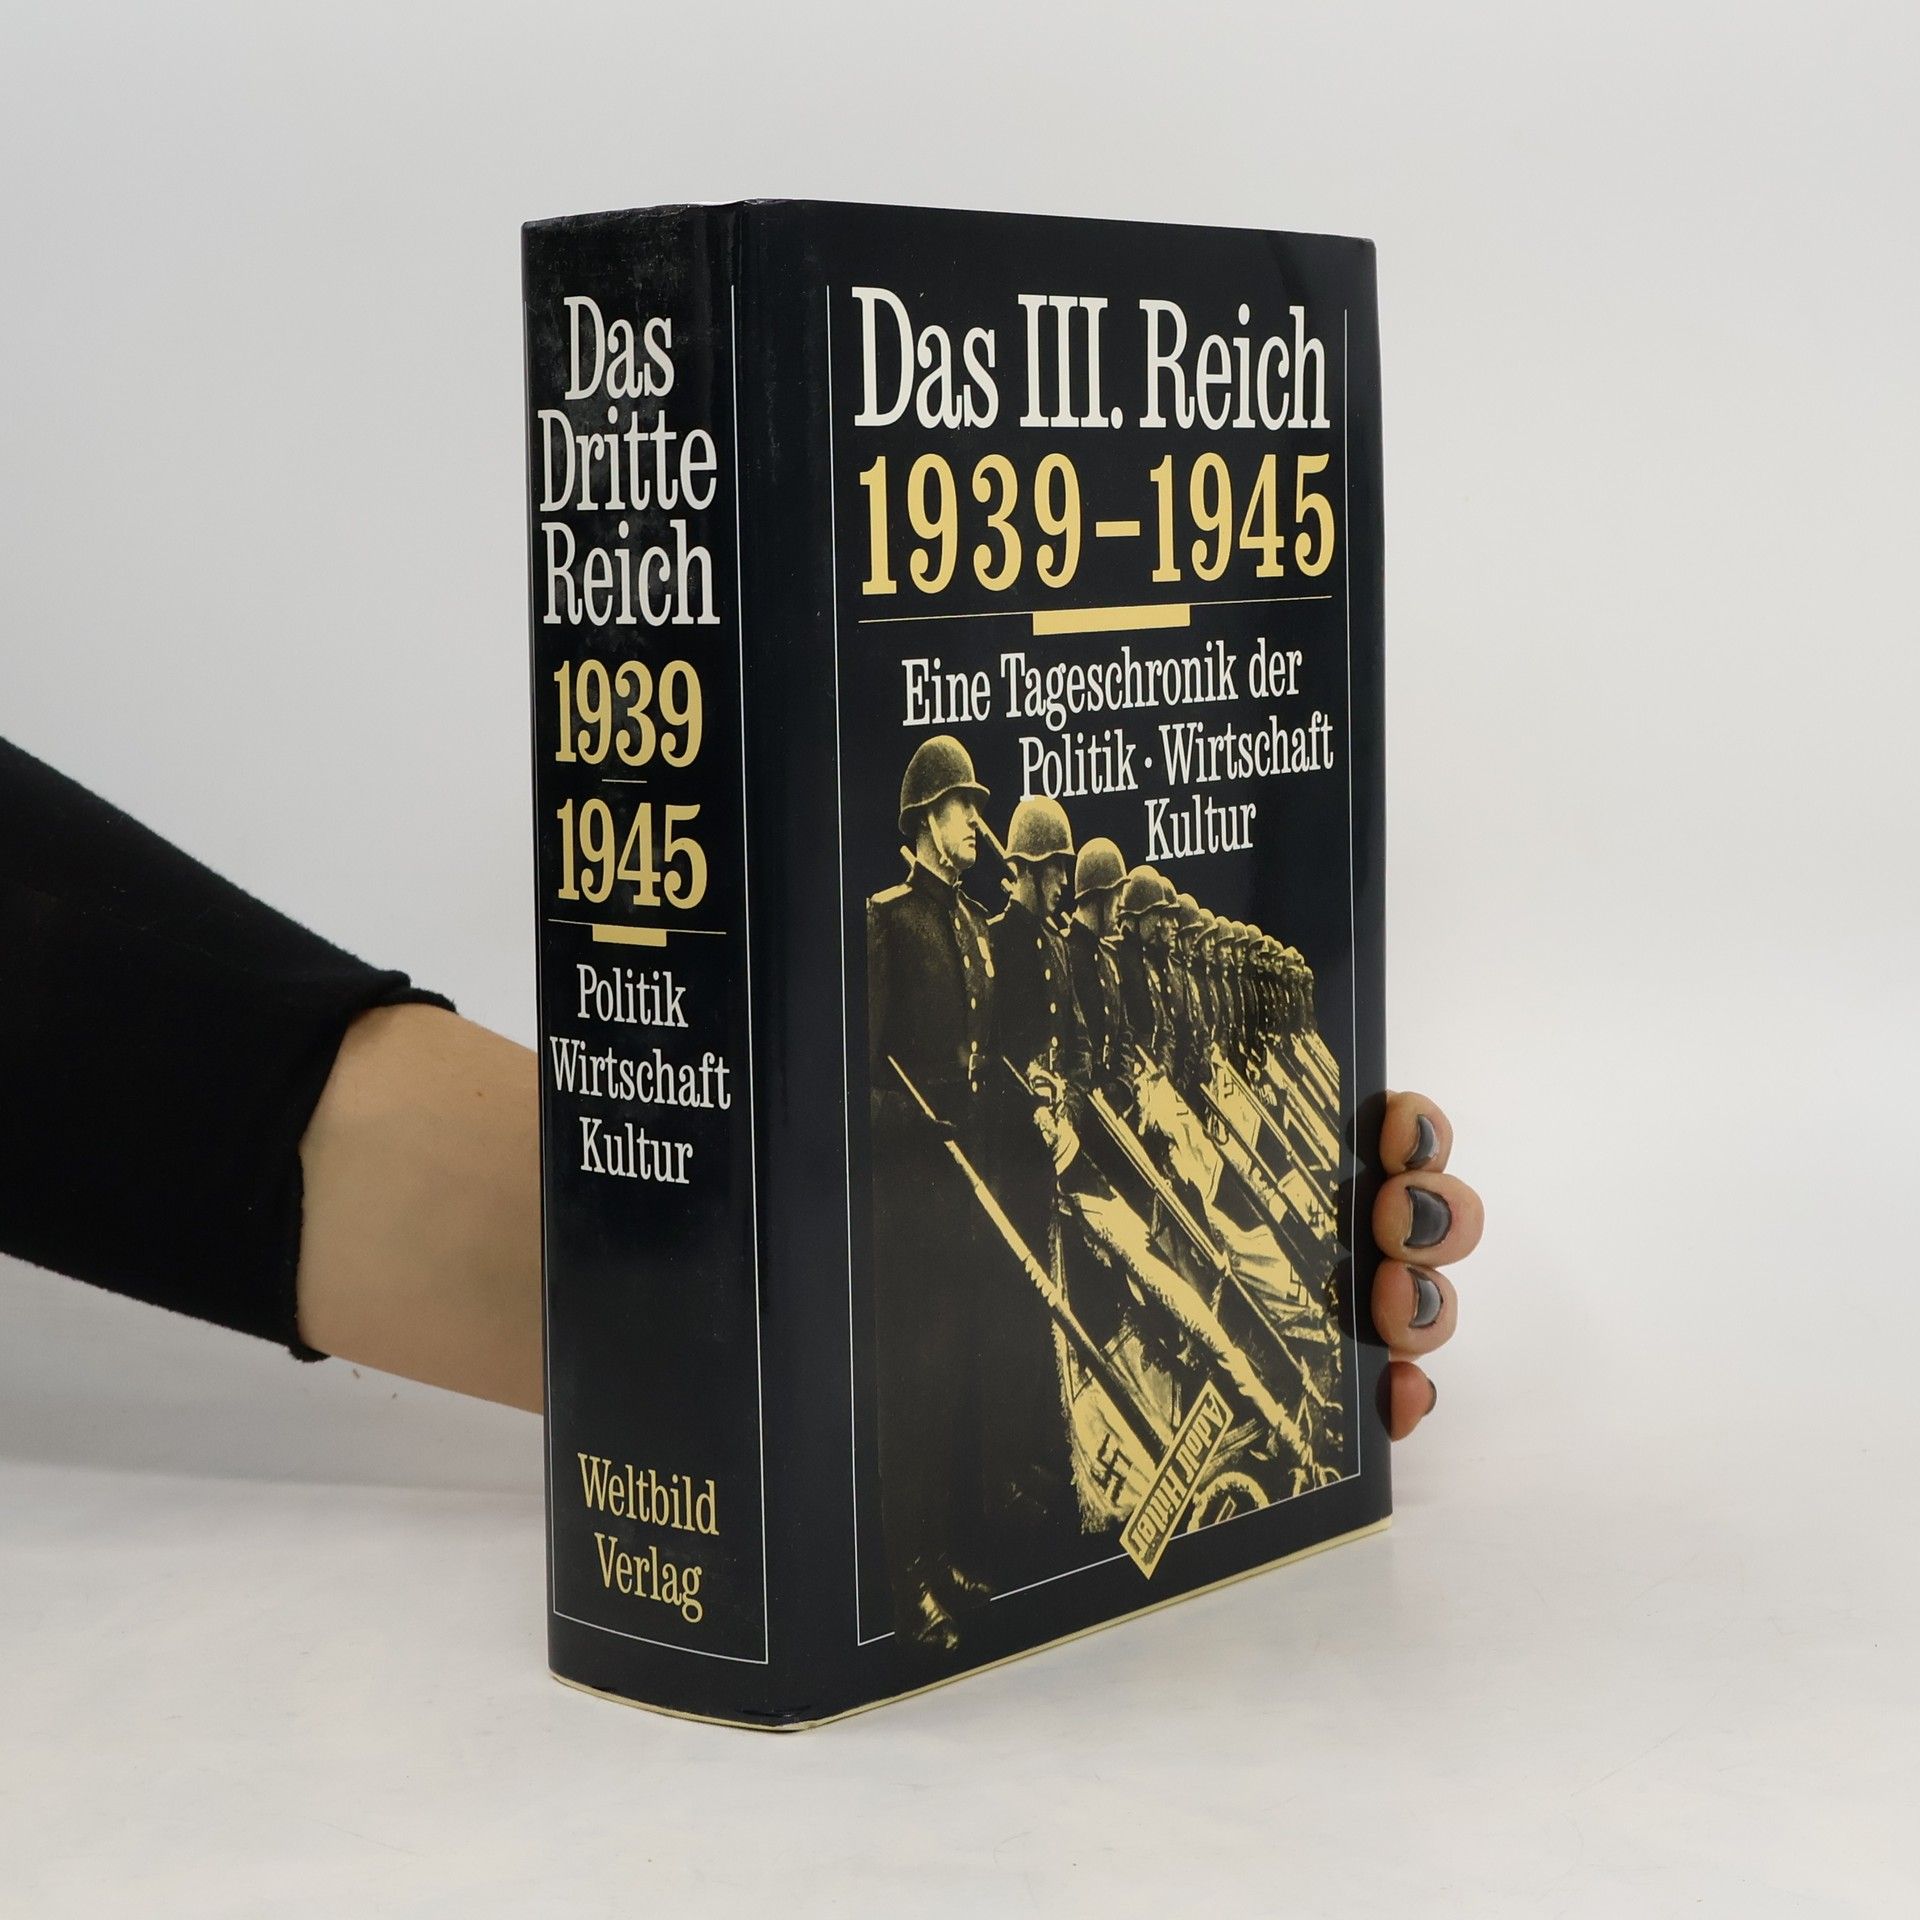 Das
Dritte
Reich
1939
1945
Politik
Wirtschaft
Kultur
Weltbild
Verlag
Das III. Reich
1939–1945
Eine Tageschronik der
Politik · Wirtschaft
Kultur
Adolf Hitler